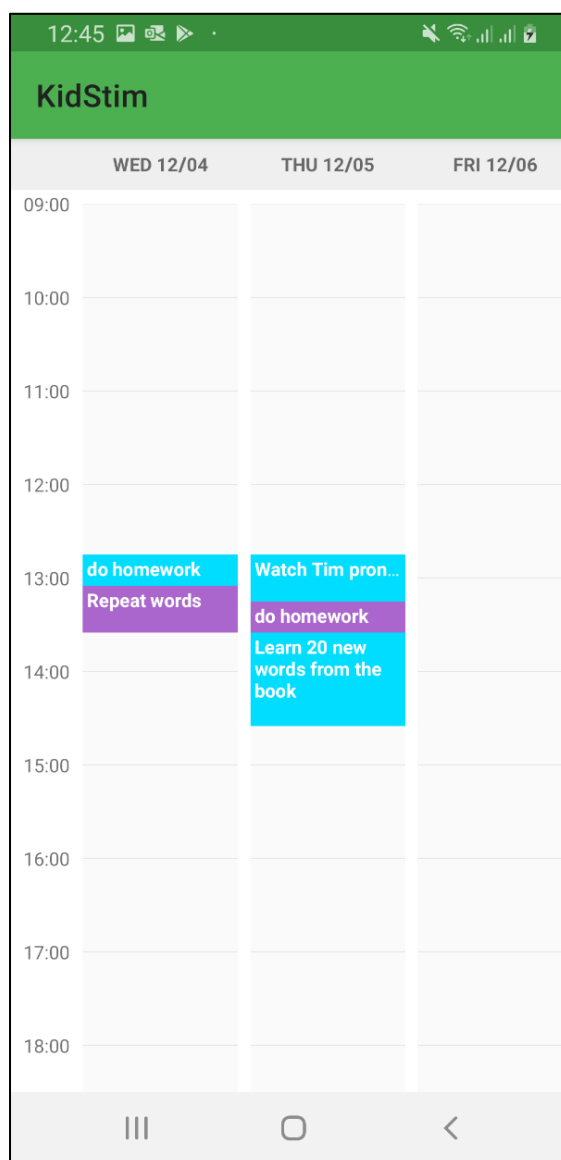 12:45
KidStim
WED 12/04 THU 12/05 FRI 12/06
09:00
10:00
11:00
12:00
13:00
do homework
Repeat words
Watch Tim pron...
do homework
Learn 20 new
words from the
book
14:00
15:00
16:00
17:00
18:00